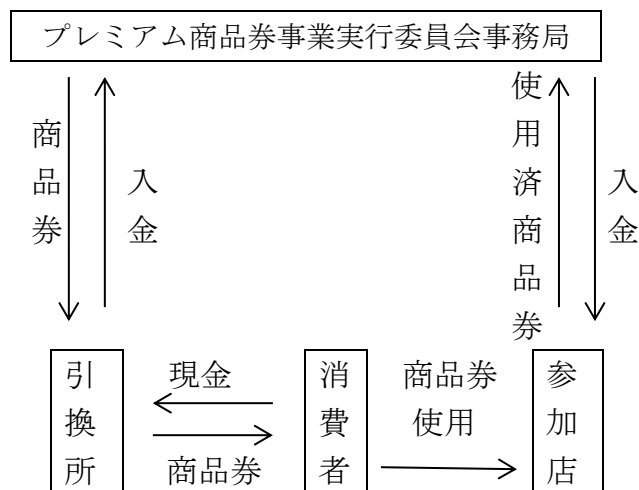 プレミアム商品券事業実行委員会事務局
商品券
入金
使用済商品券
入金
引換所
現金
商品券
消費者
商品券
使用
参加店